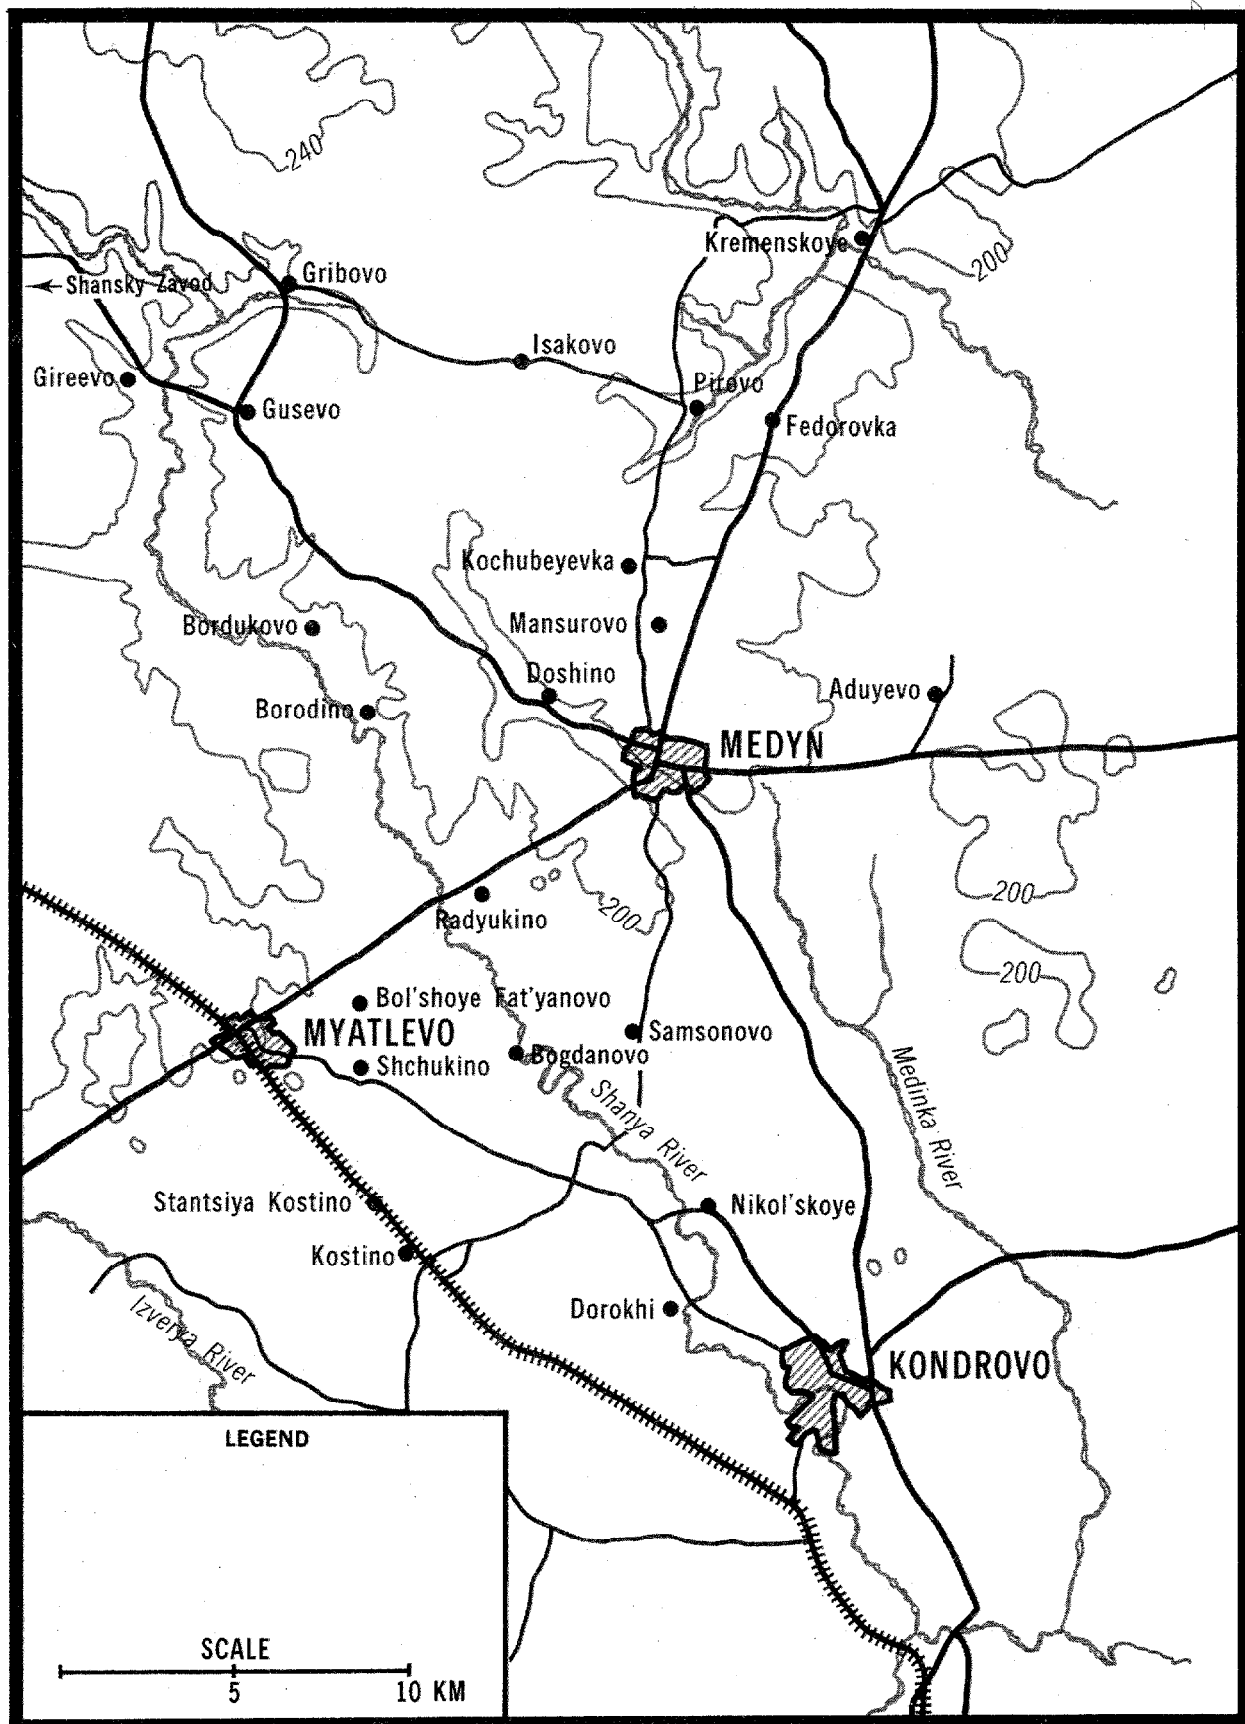 240
Kremenskoye
200
Gribovo
Shansky Zavod
Isakovo
Gireevo
Pirovo
Gusevo
Fedorovka
Kochubeyevka
Bordukovo
Mansurovo
Doshino
Aduyevo
Borodino
MEDYN
200
200
Radyukino
200
Bol'shoye Fat'yanovo
MYATLEVO
Samsonovo
Bogdanovo
Shchukino
Shanya River
Medinka River
Stantsiya Kostino
Nikol'skoye
Kostino
Dorokhi
Izverya River
KONDROVO
LEGEND
SCALE
5 10 KM